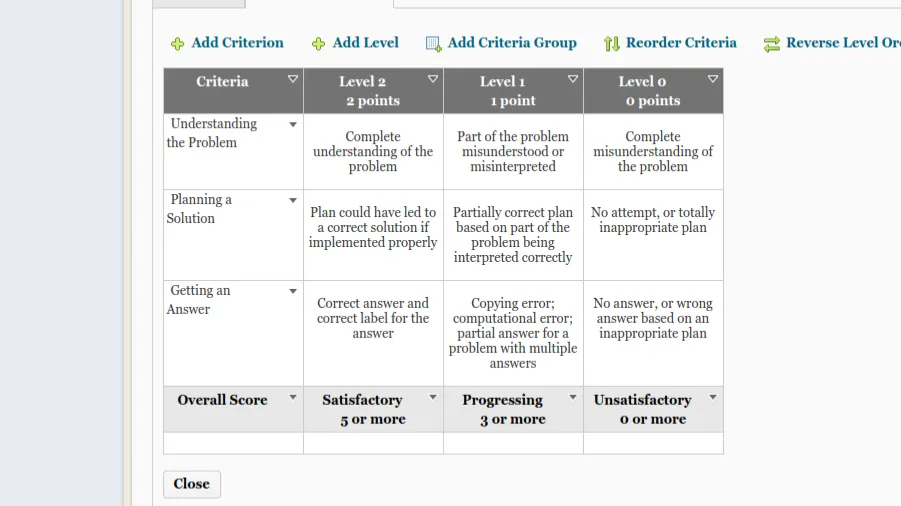 Add Criterion Add Level Add Criteria Group Reorder Criteria Reverse Level
Criteria Level 2 Level 1 Level 0
2 points 1 point 0 points
Understanding
the Problem
Complete
understanding of the
problem
Part of the problem
misunderstood or
misinterpreted
Complete
misunderstanding of
the problem
Planning a
Solution
Plan could have led to
a correct solution if
implemented properly
Partially correct plan
based on part of the
problem being
interpreted correctly
No attempt, or totally
inappropriate plan
Getting an
Answer
Correct answer and
correct label for the
answer
Copying error;
computational error;
partial answer for a
problem with multiple
answers
No answer, or wrong
answer based on an
inappropriate plan
Overall Score Satisfactory Progressing Unsatisfactory
5 or more 3 or more 0 or more
Close